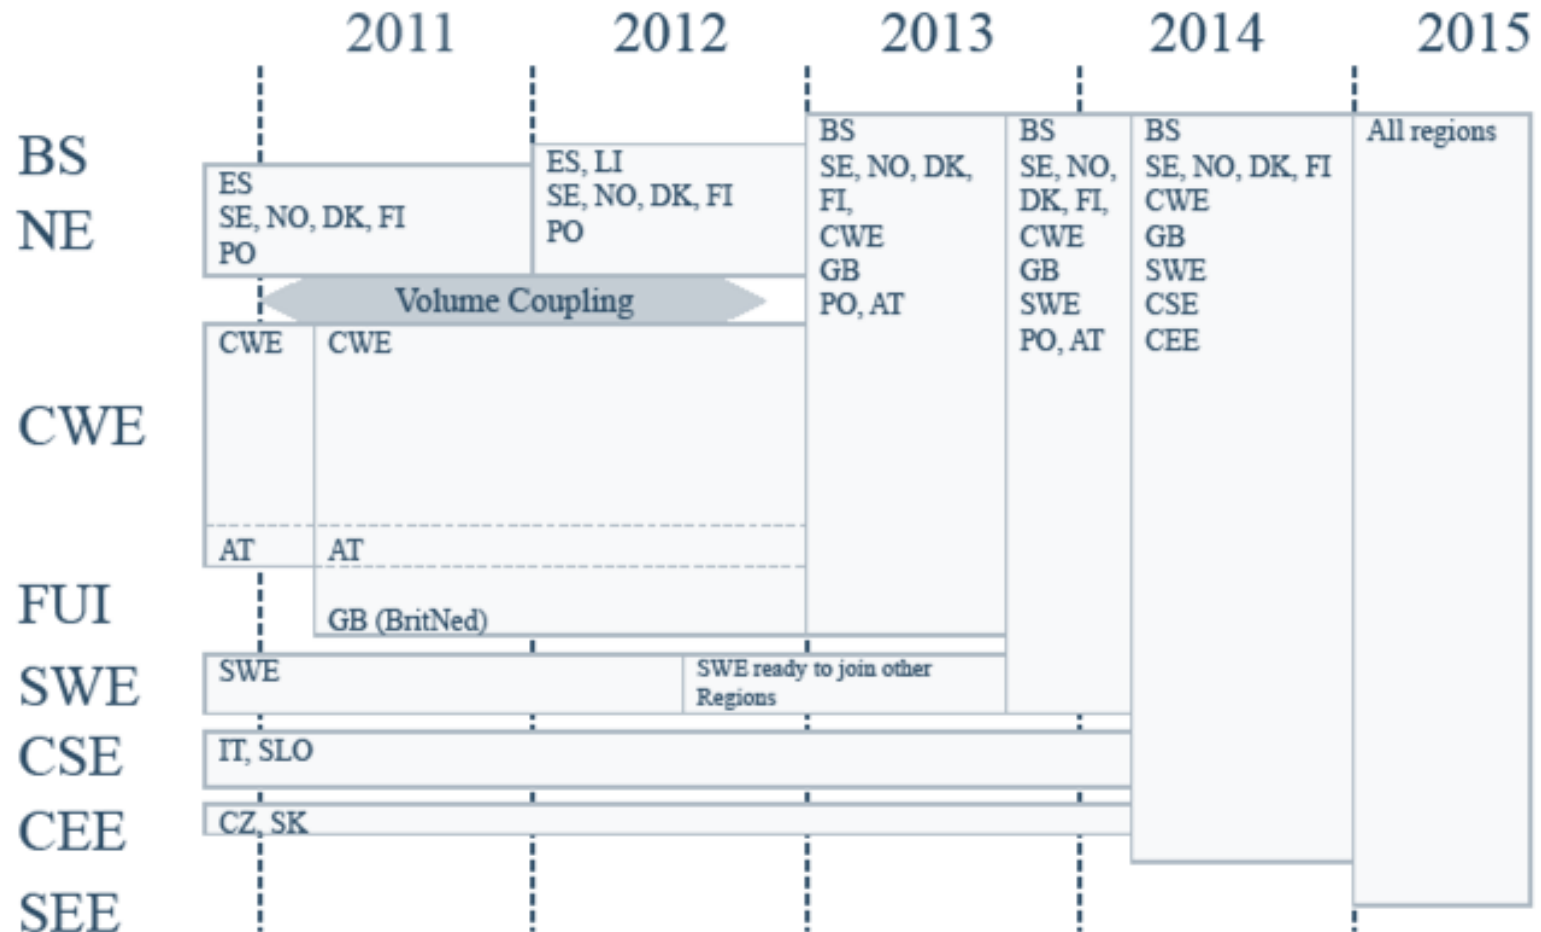 2011 2012 2013 2014 2015
BS
NE
CWE
FUI
SWE
CSE
CEE
SEE
ES
SE, NO, DK, FI
PO
ES, LI
SE, NO, DK, FI
PO
Volume Coupling
CWE
AT
CWE
AT
GB (BritNed)
SWE
SWE ready to join other
Regions
IT, SLO
CZ, SK
BS
SE, NO, DK,
FI,
CWE
GB
PO, AT
BS
SE, NO,
DK, FI,
CWE
GB
SWE
PO, AT
BS
SE, NO, DK, FI
CWE
GB
SWE
CSE
CEE
All regions